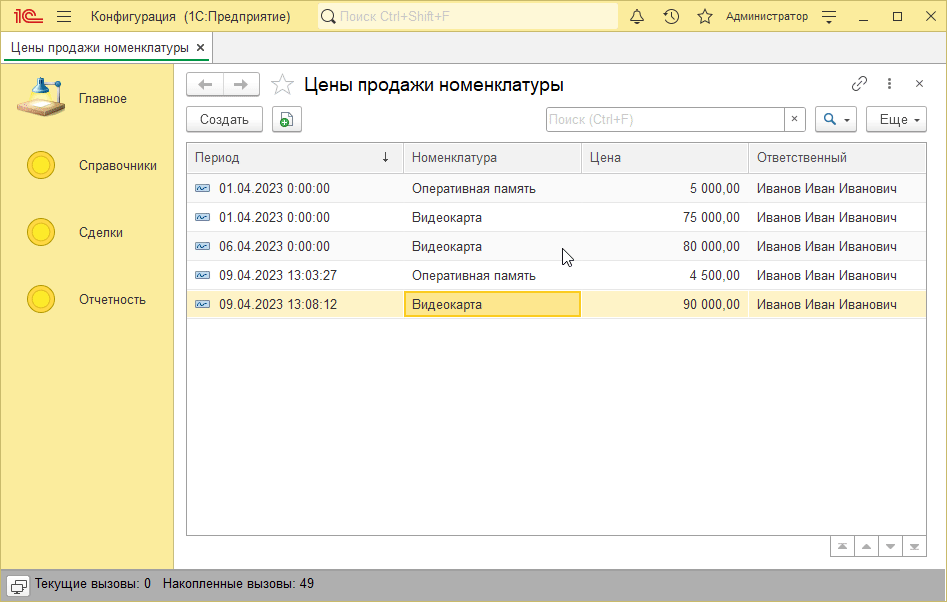 1С Конфигурация (1С:Предприятие) Поиск Ctrl+Shift+F Администратор
Цены продажи номенклатуры ×
Главное
Справочники
Сделки
Отчетность
Цены продажи номенклатуры
Создать Поиск (Ctrl+F) × Еще
Период ↓ Номенклатура Цена Ответственный
01.04.2023 0:00:00 Оперативная память 5 000,00 Иванов Иван Иванович
01.04.2023 0:00:00 Видеокарта 75 000,00 Иванов Иван Иванович
06.04.2023 0:00:00 Видеокарта 80 000,00 Иванов Иван Иванович
09.04.2023 13:03:27 Оперативная память 4 500,00 Иванов Иван Иванович
09.04.2023 13:08:12 Видеокарта 90 000,00 Иванов Иван Иванович
Текущие вызовы: 0 Накопленные вызовы: 49